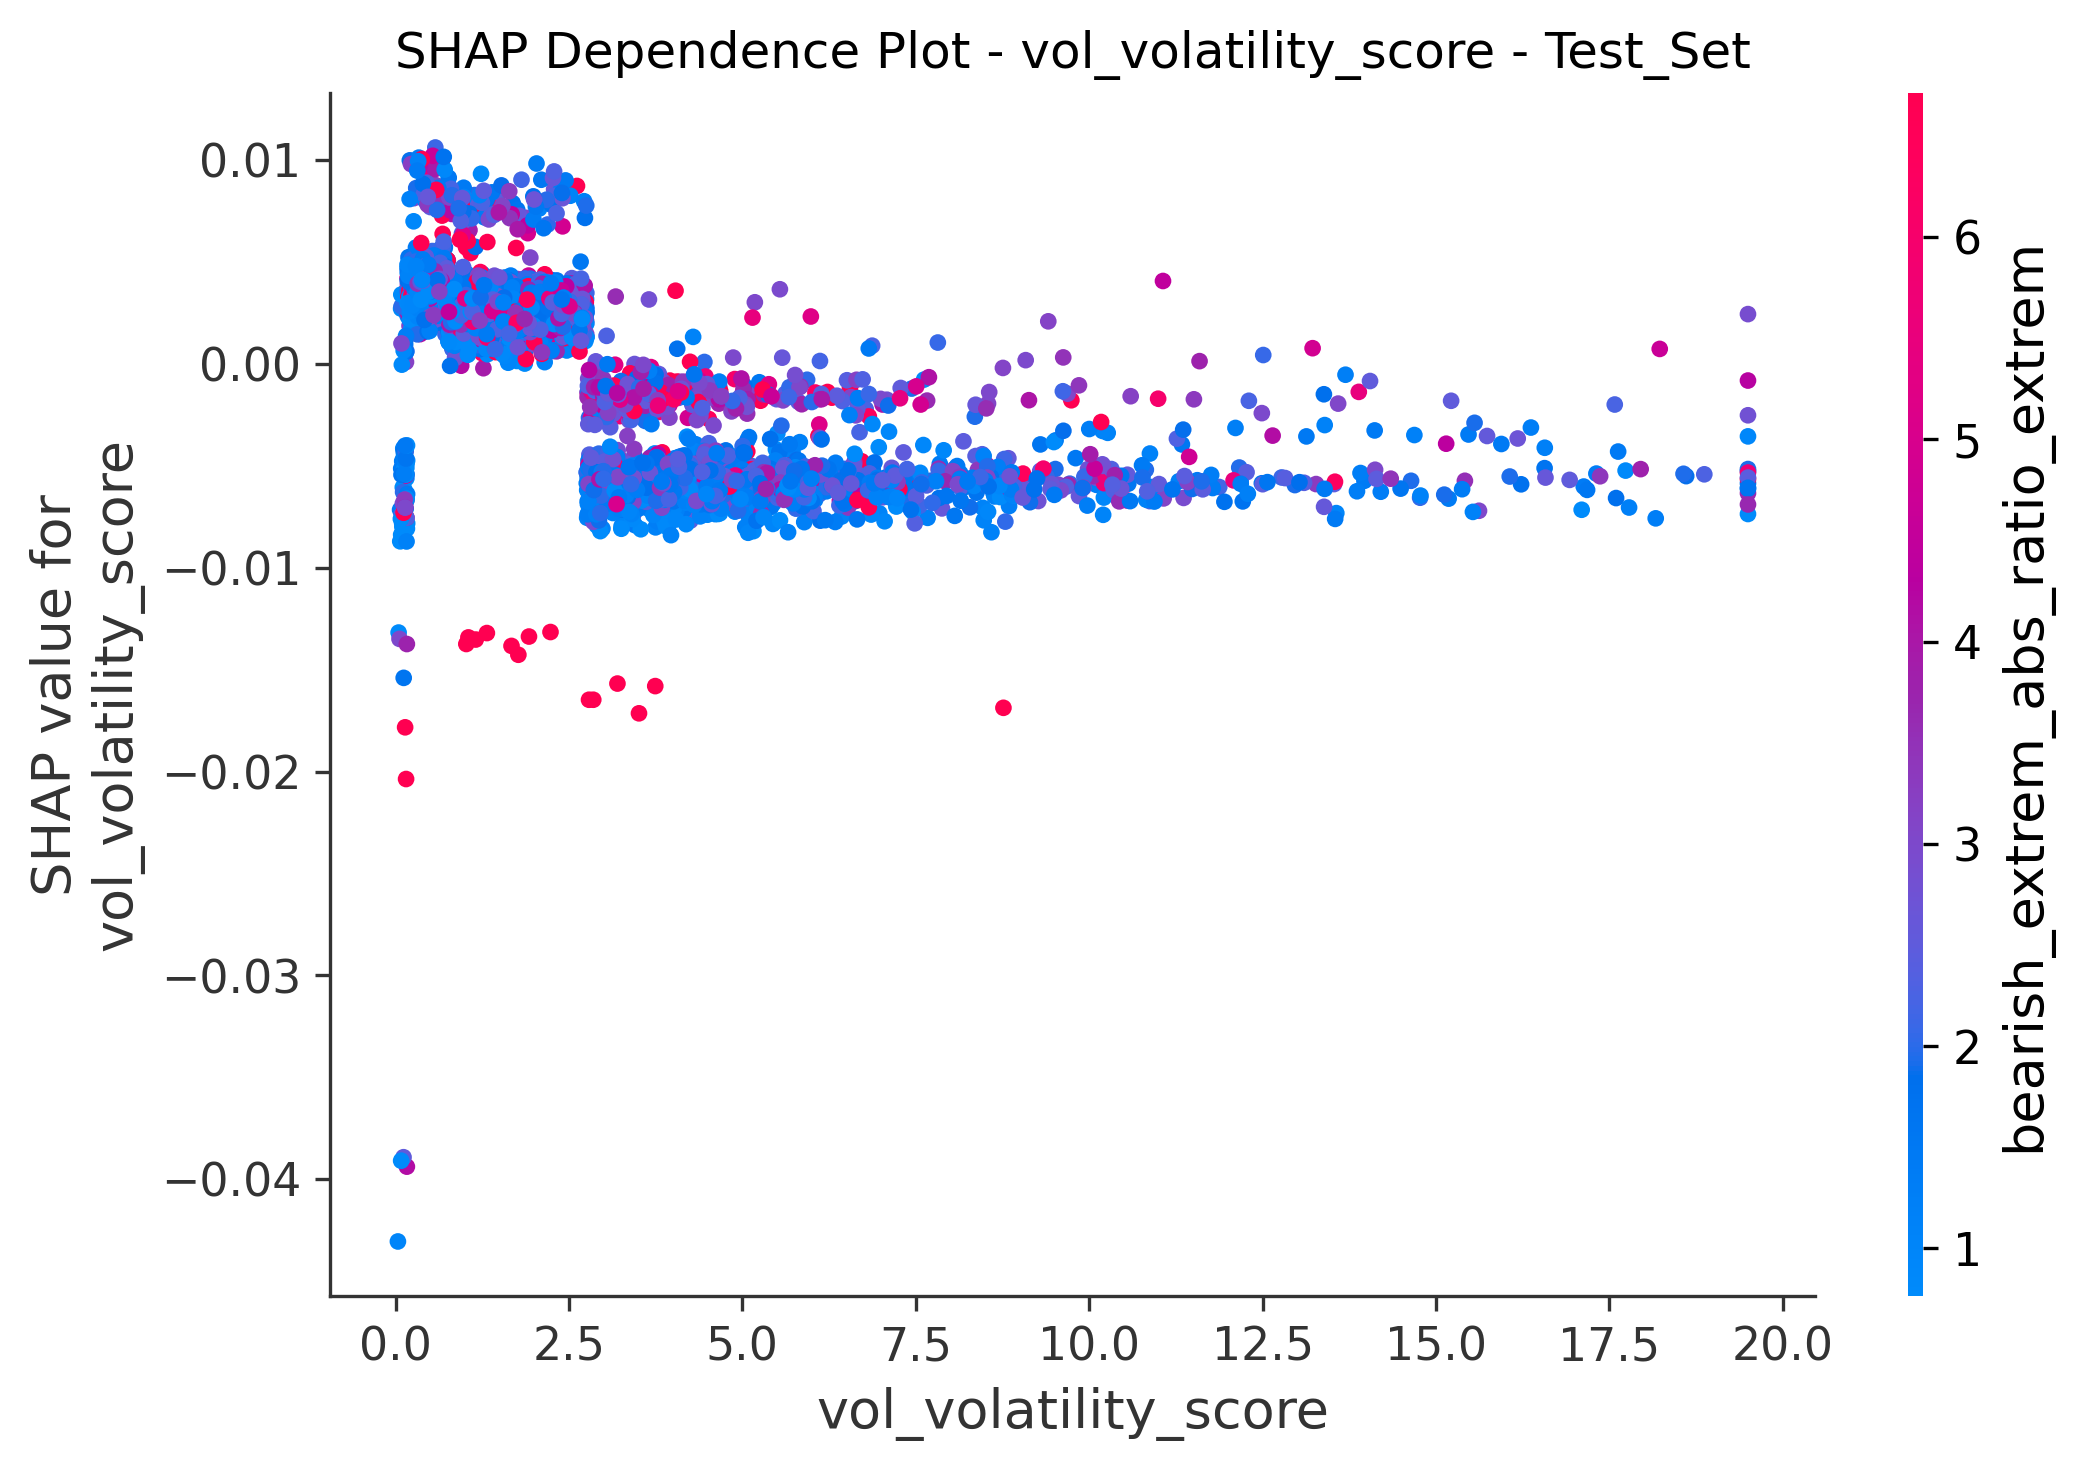 SHAP Dependence Plot - vol_volatility_score - Test_Set
0.01
0.00
−0.01
−0.02
−0.03
−0.04
SHAP value for
vol_volatility_score
0.0 2.5 5.0 7.5 10.0 12.5 15.0 17.5 20.0
vol_volatility_score
6
5
4
3
2
1
bearish_extrem_abs_ratio_extrem